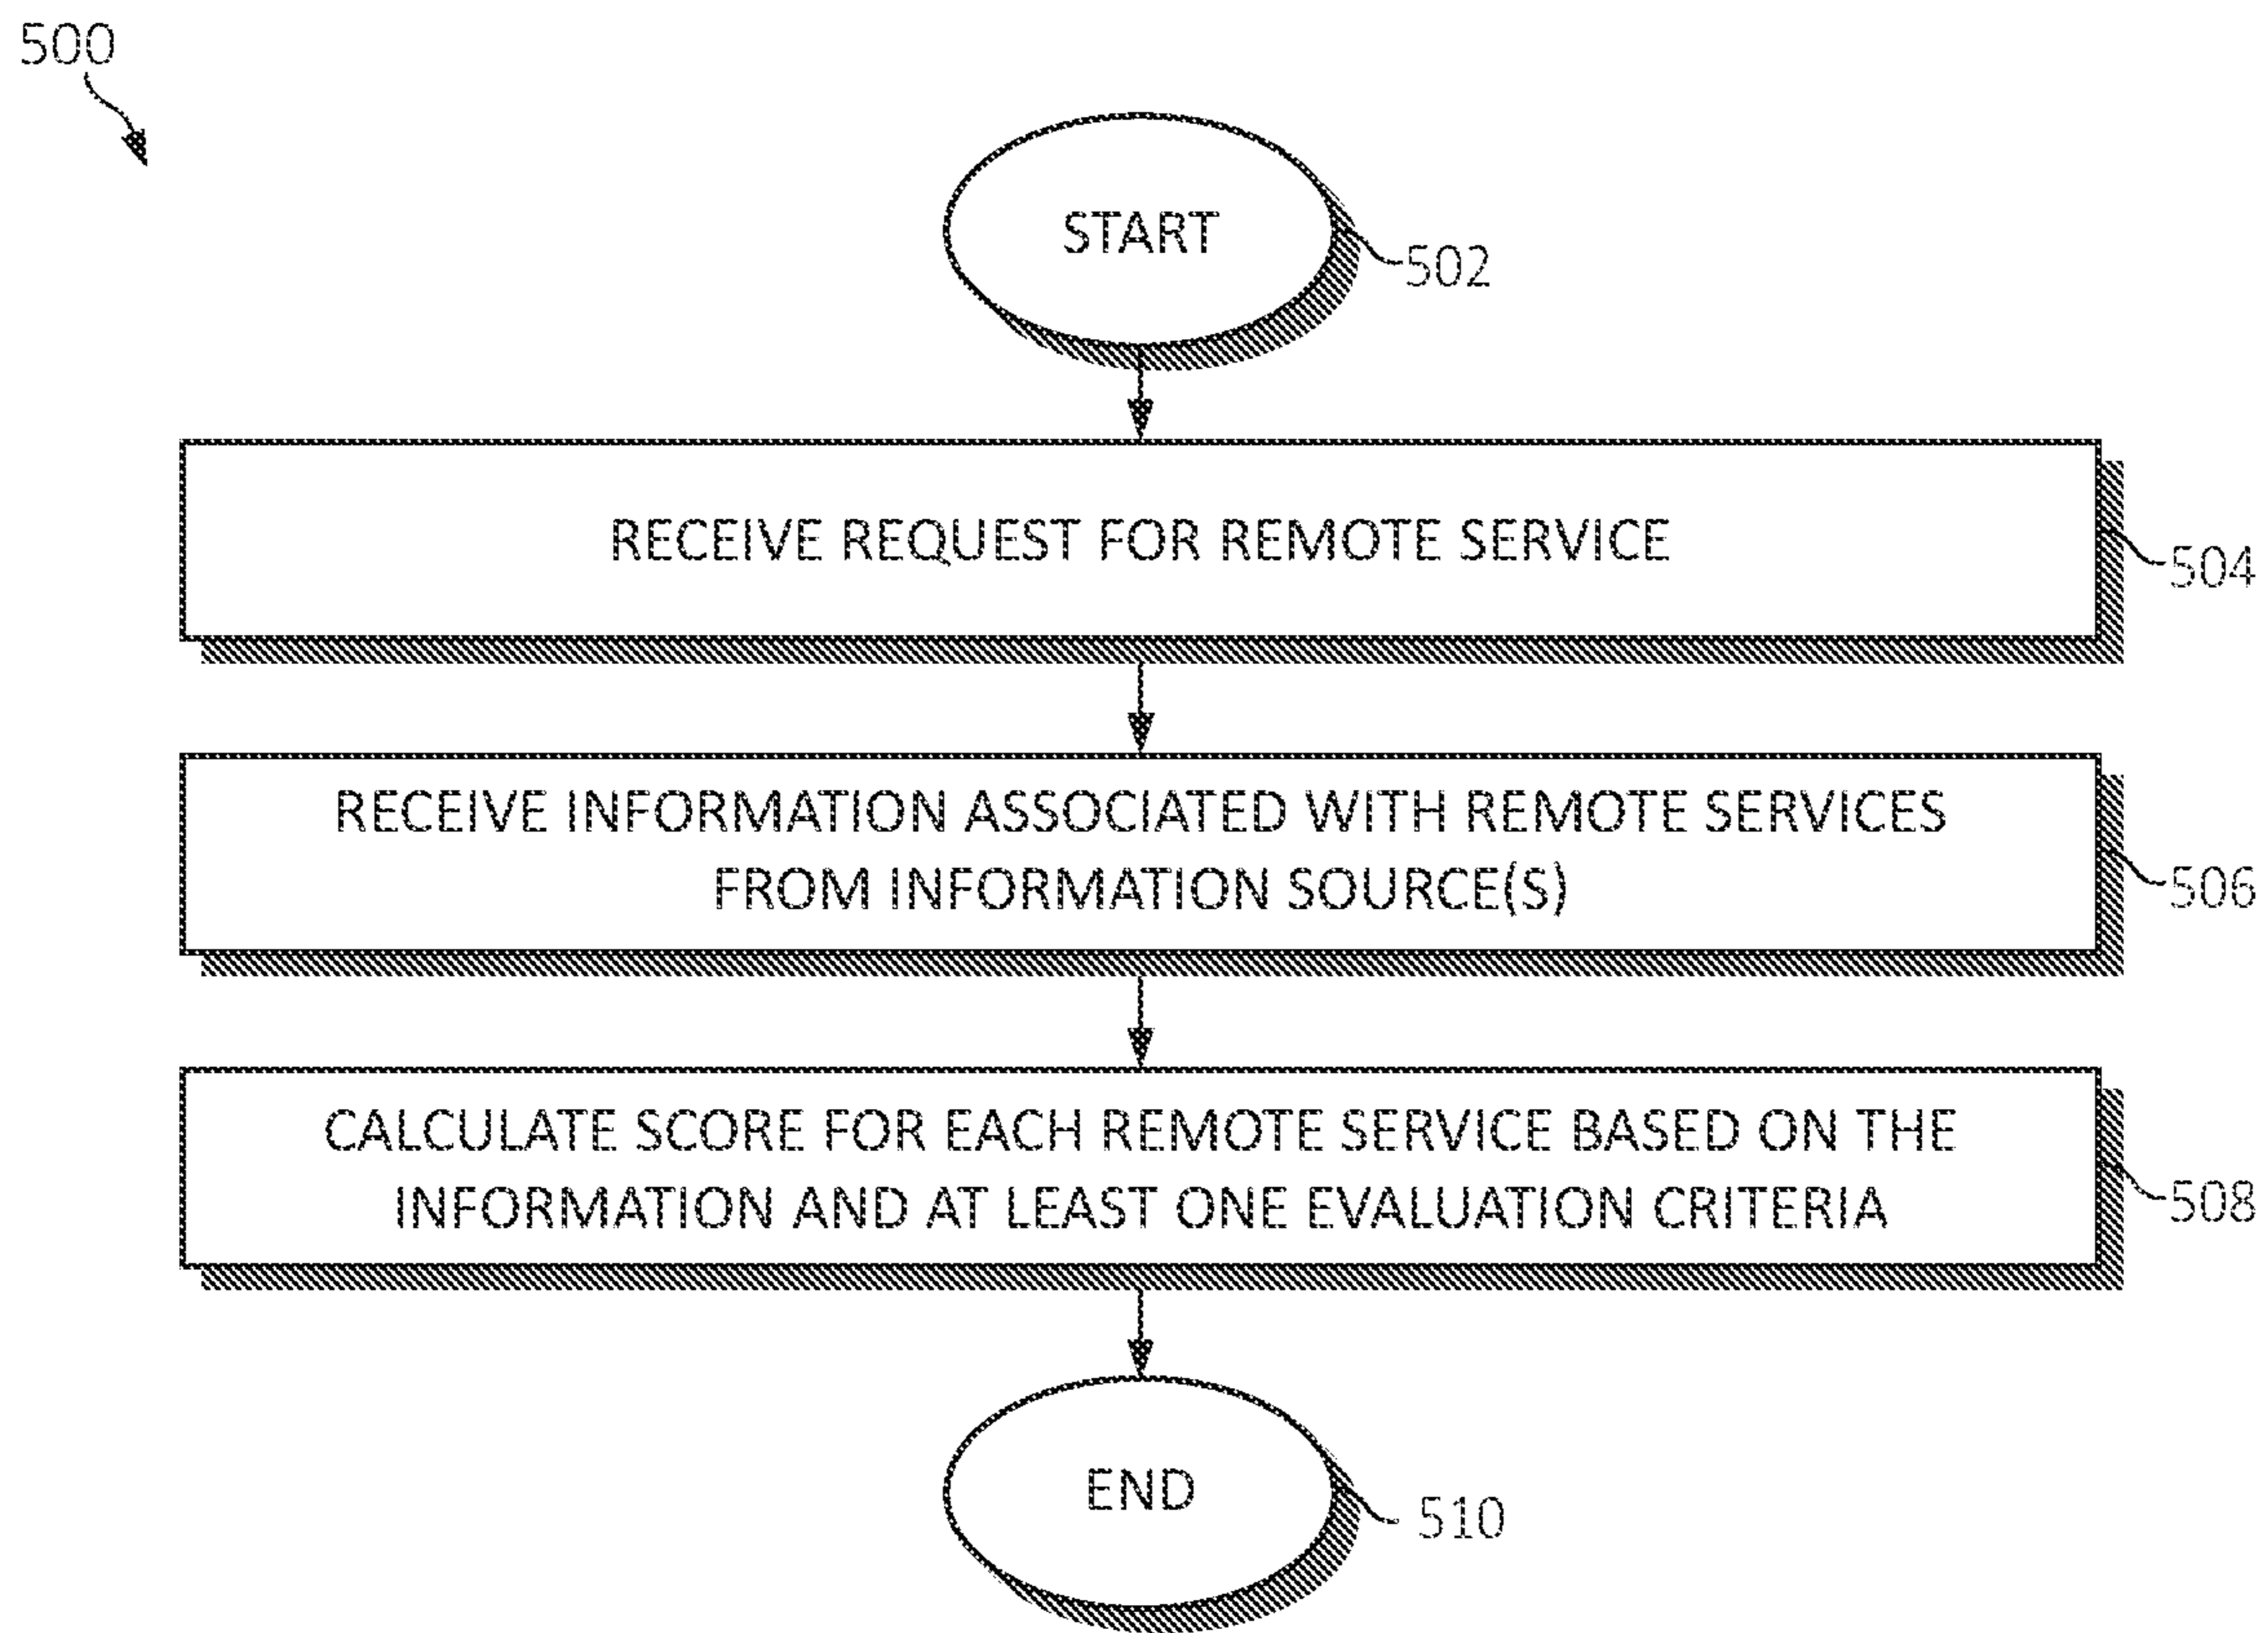 500
START
502
RECEIVE REQUEST FOR REMOTE SERVICE
504
RECEIVE INFORMATION ASSOCIATED WITH REMOTE SERVICES
FROM INFORMATION SOURCE(S)
506
CALCULATE SCORE FOR EACH REMOTE SERVICE BASED ON THE
INFORMATION AND AT LEAST ONE EVALUATION CRITERIA
508
END
510